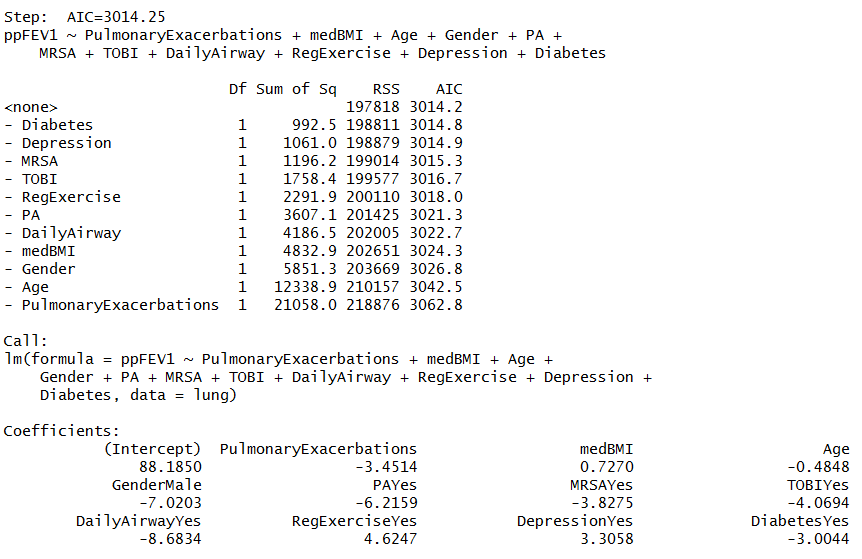 Step:  AIC=3014.25
ppFEV1 ~ PulmonaryExacerbations + medBMI + Age + Gender + PA +
    MRSA + TOBI + DailyAirway + RegExercise + Depression + Diabetes

                         Df Sum of Sq    RSS    AIC
<none>                                197818 3014.2
- Diabetes                1     992.5 198811 3014.8
- Depression              1    1061.0 198879 3014.9
- MRSA                    1    1196.2 199014 3015.3
- TOBI                    1    1758.4 199577 3016.7
- RegExercise             1    2291.9 200110 3018.0
- PA                      1    3607.1 201425 3021.3
- DailyAirway             1    4186.5 202005 3022.7
- medBMI                  1    4832.9 202651 3024.3
- Gender                  1    5851.3 203669 3026.8
- Age                     1   12338.9 210157 3042.5
- PulmonaryExacerbations  1   21058.0 218876 3062.8

Call:
lm(formula = ppFEV1 ~ PulmonaryExacerbations + medBMI + Age +
    Gender + PA + MRSA + TOBI + DailyAirway + RegExercise + Depression +
    Diabetes, data = lung)

Coefficients:
           (Intercept)  PulmonaryExacerbations                  medBMI                     Age
               88.1850                 -3.4514                  0.7270                 -0.4848
            GenderMale                   PAYes                 MRSAYes                 TOBIYes
               -7.0203                 -6.2159                 -3.8275                 -4.0694
        DailyAirwayYes          RegExerciseYes           DepressionYes             DiabetesYes
               -8.6834                  4.6247                  3.3058                 -3.0044